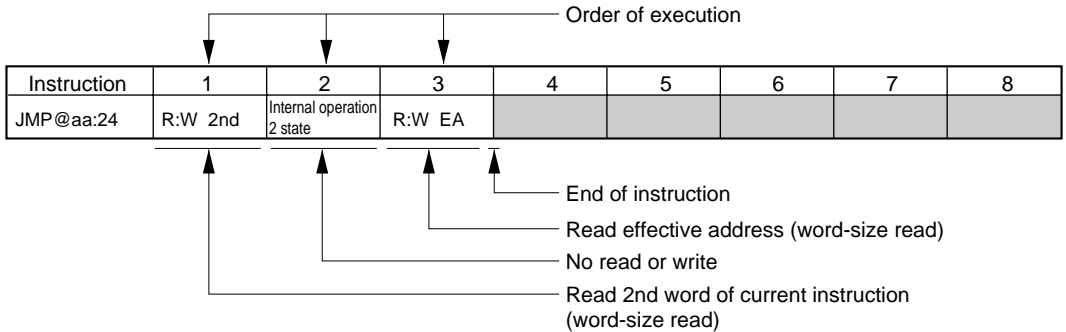 Order of execution
Instruction 1 2 3 4 5 6 7 8
JMP@aa:24 R:W 2nd Internal operation 2 state R:W EA
End of instruction
Read effective address (word-size read)
No read or write
Read 2nd word of current instruction
(word-size read)